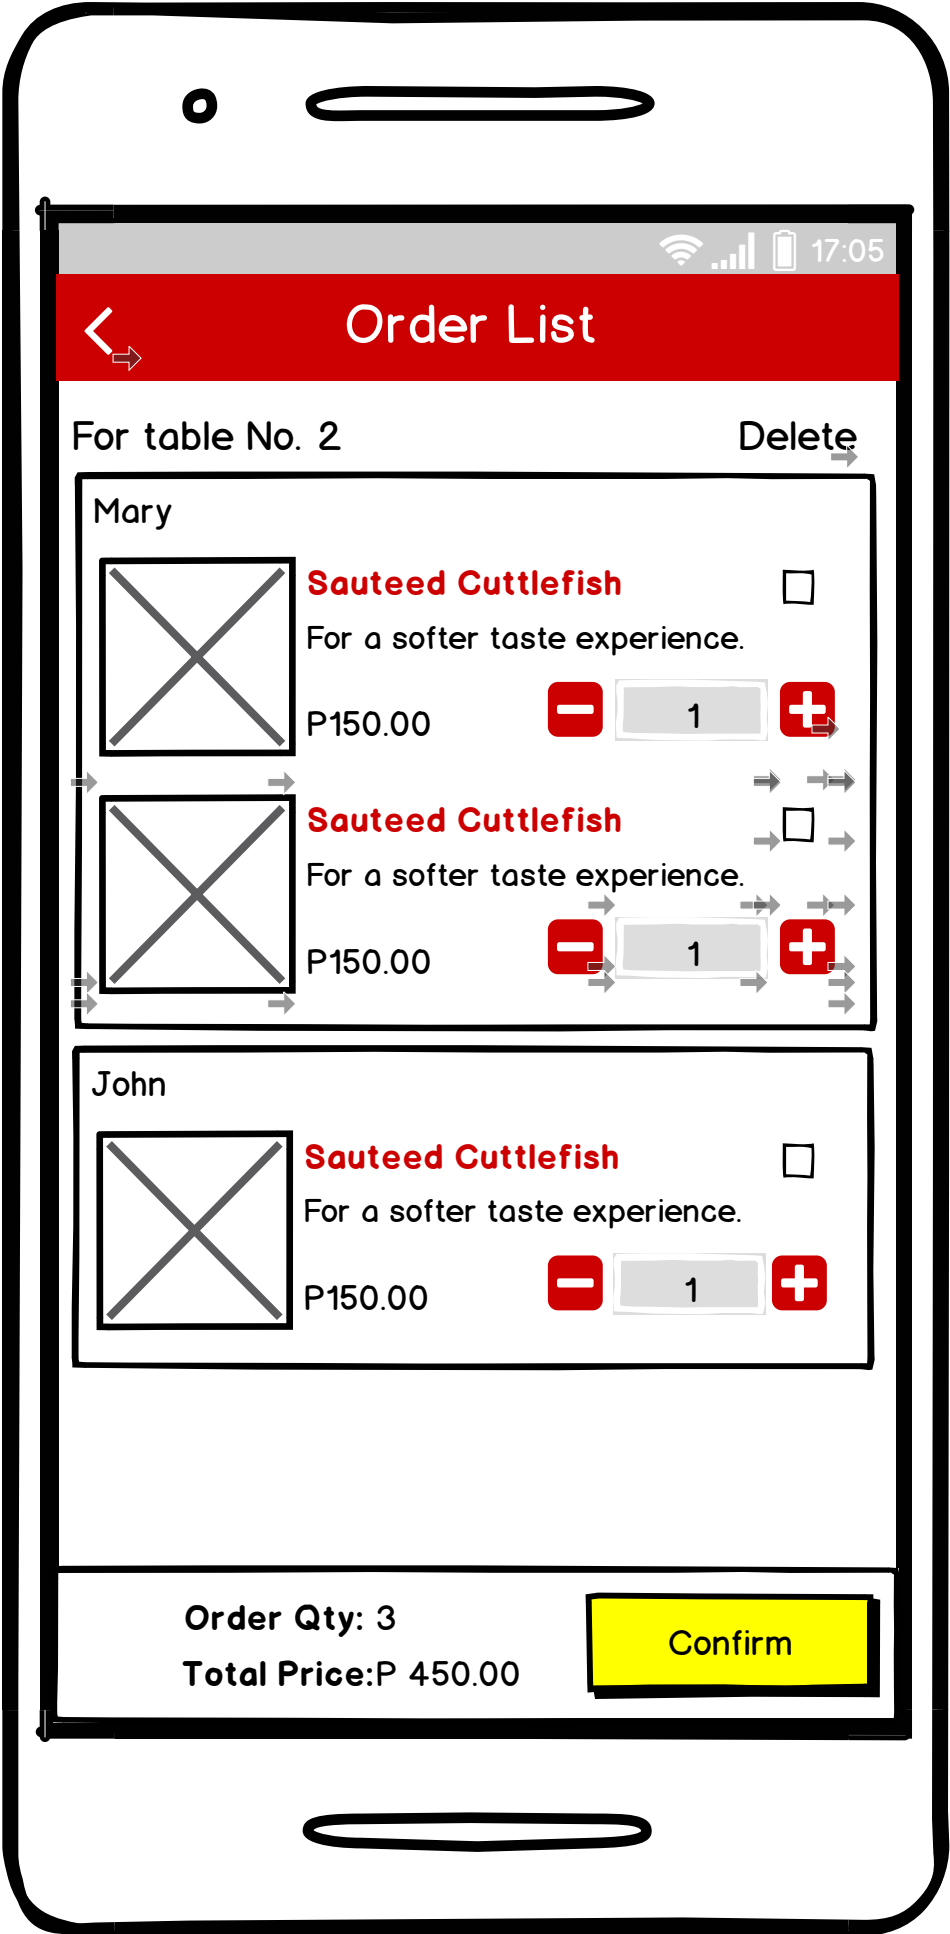 17:05
Order List
For table No. 2 Delete
Mary
Sauteed Cuttlefish
For a softer taste experience.
P150.00 1
Sauteed Cuttlefish
For a softer taste experience.
P150.00 1
John
Sauteed Cuttlefish
For a softer taste experience.
P150.00 1
Order Qty: 3
Total Price:P 450.00
Confirm